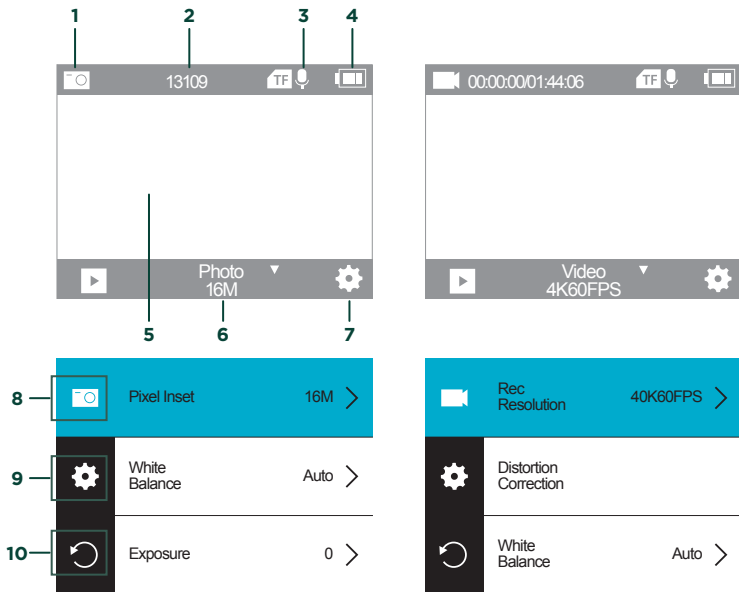 1 2 3 4
13109 TF
00:00:00/01:44:06 TF
Photo
16M
Video
4K60FPS
5 6 7
8
Pixel Inset 16M
Rec
Resolution 40K60FPS
9
White
Balance Auto
Distortion
Correction
10
Exposure 0
White
Balance Auto